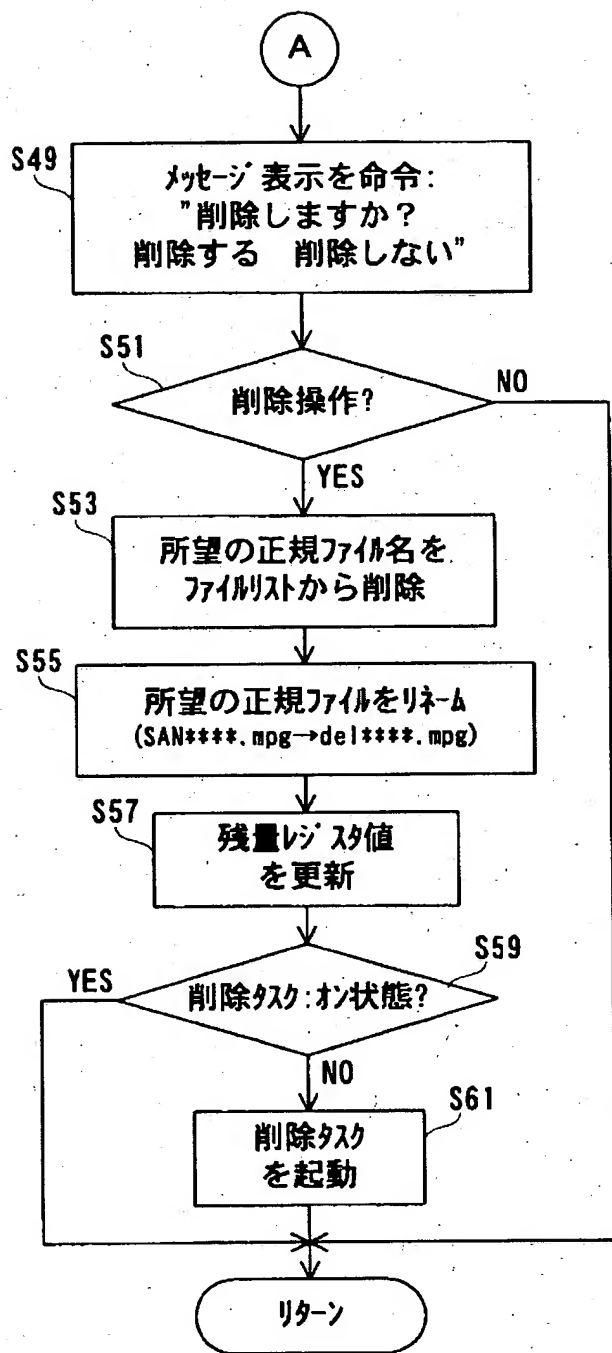 A
S49
メッセージ表示を命令:
"削除しますか?
削除する 削除しない"
S51
削除操作?
NO
YES
S53
所望の正規ファイル名を
ファイルリストから削除
S55
所望の正規ファイルをリネーム
(SAN****.mpg→del****.mpg)
S57
残量レジスタ値
を更新
S59
YES
削除タスク:オン状態?
NO
S61
削除タスク
を起動
リターン